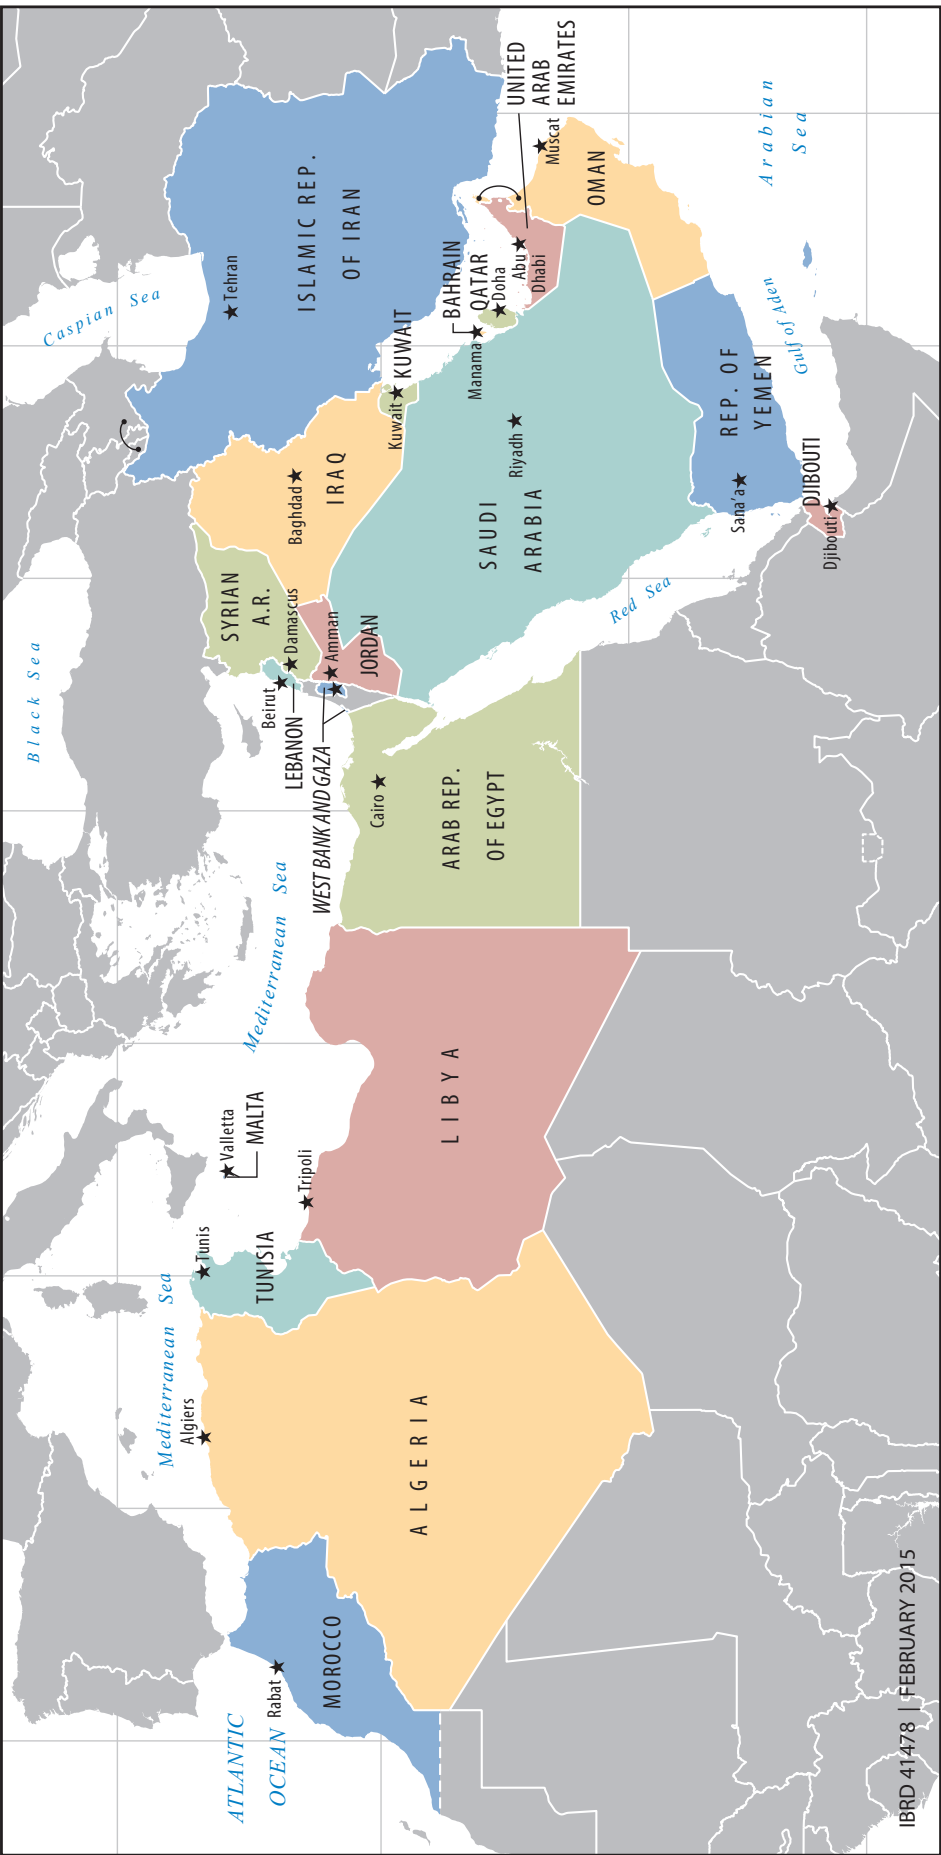 Black Sea
Caspian Sea
Mediterranean Sea
Mediterranean Sea
ATLANTIC
OCEAN
Red Sea
Gulf of Aden
Arabian
Sea
MOROCCO
Rabat
ALGERIA
Algiers
TUNISIA
Tunis
LIBYA
Tripoli
MALTA
Valletta
ARAB REP.
OF EGYPT
Cairo
WEST BANK AND GAZA
LEBANON
Beirut
SYRIAN
A.R.
Damascus
JORDAN
Amman
IRAQ
Baghdad
ISLAMIC REP.
OF IRAN
Tehran
KUWAIT
Kuwait
SAUDI
ARABIA
Riyadh
BAHRAIN
Manama
QATAR
Doha
UNITED
ARAB
EMIRATES
Abu
Dhabi
OMAN
Muscat
REP. OF
YEMEN
Sana'a
DJIBOUTI
Djibouti
IBRD 41478 | FEBRUARY 2015